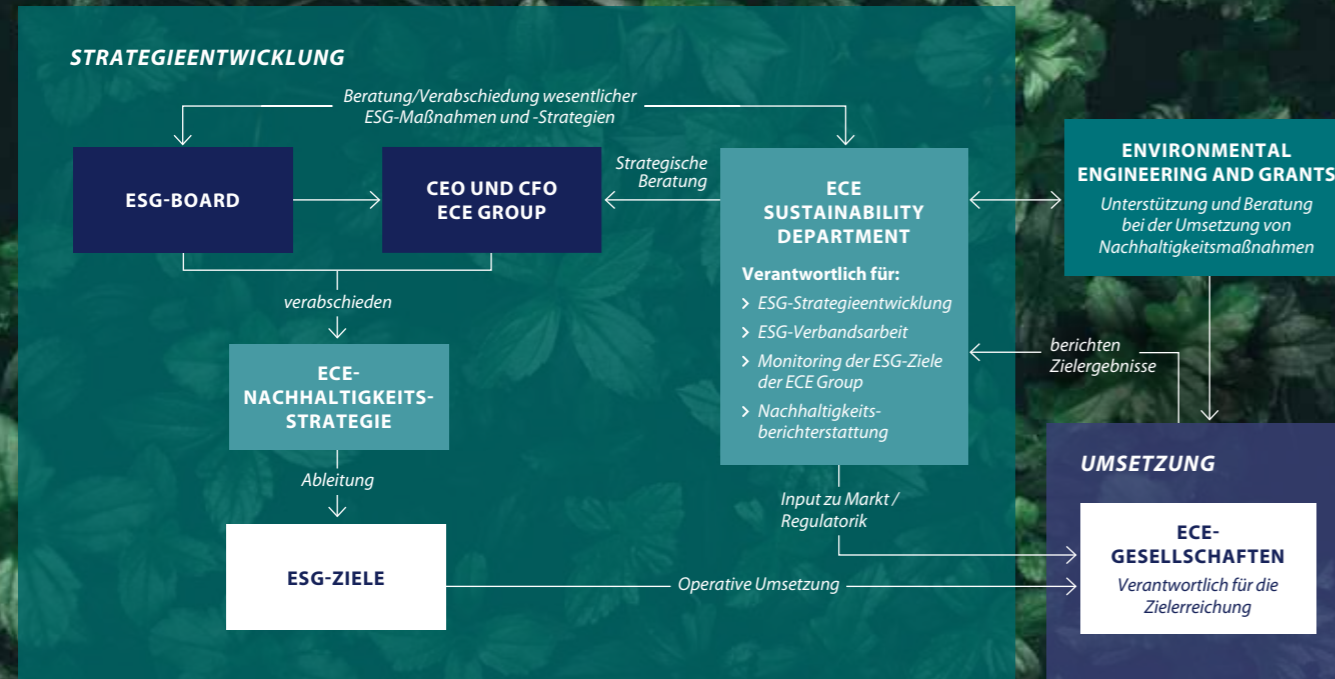 STRATEGIEENTWICKLUNG
Beratung/Verabschiedung wesentlicher
ESG-Maßnahmen und -Strategien
ESG-BOARD
CEO UND CFO
ECE GROUP
Strategische
Beratung
ECE
SUSTAINABILITY
DEPARTMENT
Verantwortlich für:
> ESG-Strategieentwicklung
> ESG-Verbandsarbeit
> Monitoring der ESG-Ziele
der ECE Group
> Nachhaltigkeits-
berichterstattung
ENVIRONMENTAL
ENGINEERING AND GRANTS
Unterstützung und Beratung
bei der Umsetzung von
Nachhaltigkeitsmaßnahmen
verabschieden
ECE-
NACHHALTIGKEITS-
STRATEGIE
berichten
Zielergebnisse
Ableitung
ESG-ZIELE
Input zu Markt /
Regulatorik
Operative Umsetzung
UMSETZUNG
ECE-
GESELLSCHAFTEN
Verantwortlich für die
Zielerreichung